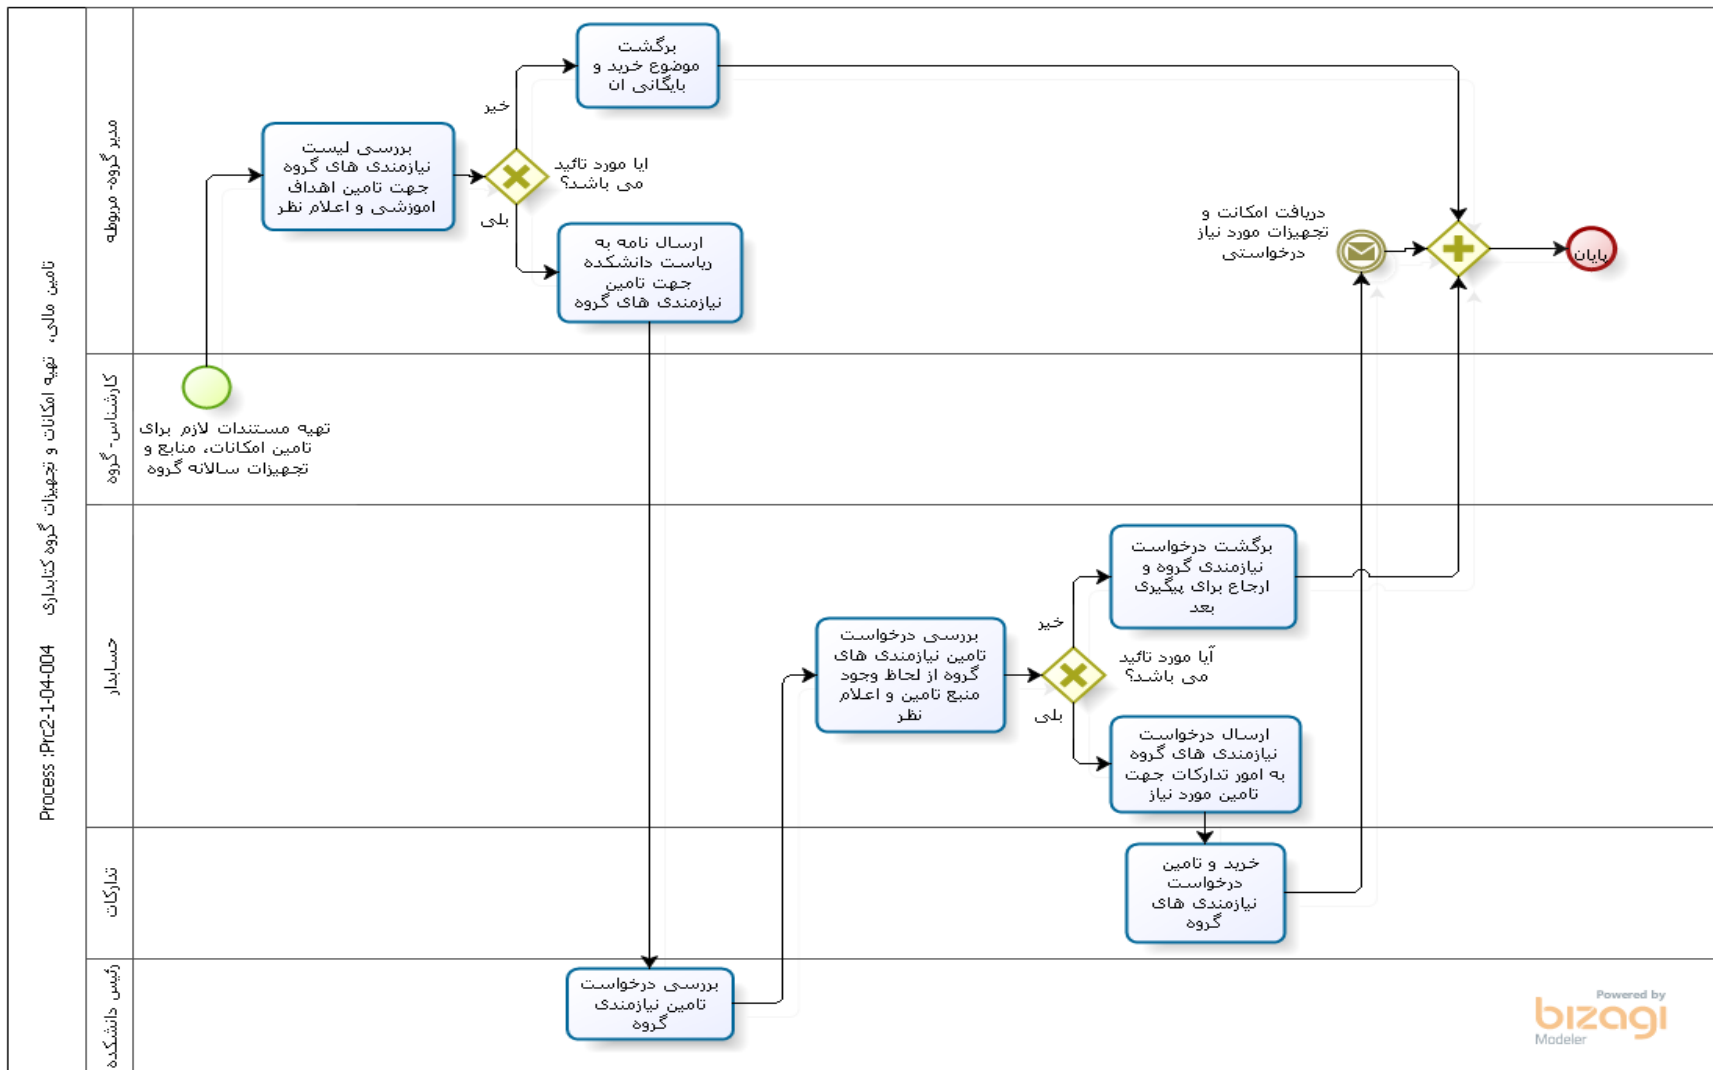 Process :Prc2-1-04-004 تامین مالی، تهیه امکانات و تجهیزات گروه کتابداری
مدیر گروه- مربوطه
برگشت
موضوع خرید و
بایگانی ان
خیر
بررسی لیست
نیازمندی های گروه
جهت تامین اهداف
اموزشی و اعلام نظر
ایا مورد تائید
می باشد؟
بلی
ارسال نامه به
ریاست دانشکده
جهت تامین
نیازمندی های گروه
دریافت امکانت و
تجهیزات مورد نیاز
درخواستی
پایان
کارشناس- گروه
تهیه مستندات لازم برای
تامین امکانات، منابع و
تجهیزات سالانه گروه
حسابدار
برگشت درخواست
نیازمندی گروه و
ارجاع برای پیگیری
بعد
خیر
بررسی درخواست
تامین نیازمندی های
گروه از لحاظ وجود
منبع تامین و اعلام
نظر
آیا مورد تائید
می باشد؟
بلی
ارسال درخواست
نیازمندی های گروه
به امور تدارکات جهت
تامین مورد نیاز
تدارکات
خرید و تامین
درخواست
نیازمندی های
گروه
رئیس دانشکده
بررسی درخواست
تامین نیازمندی
گروه
Powered by
bizagi
Modeler